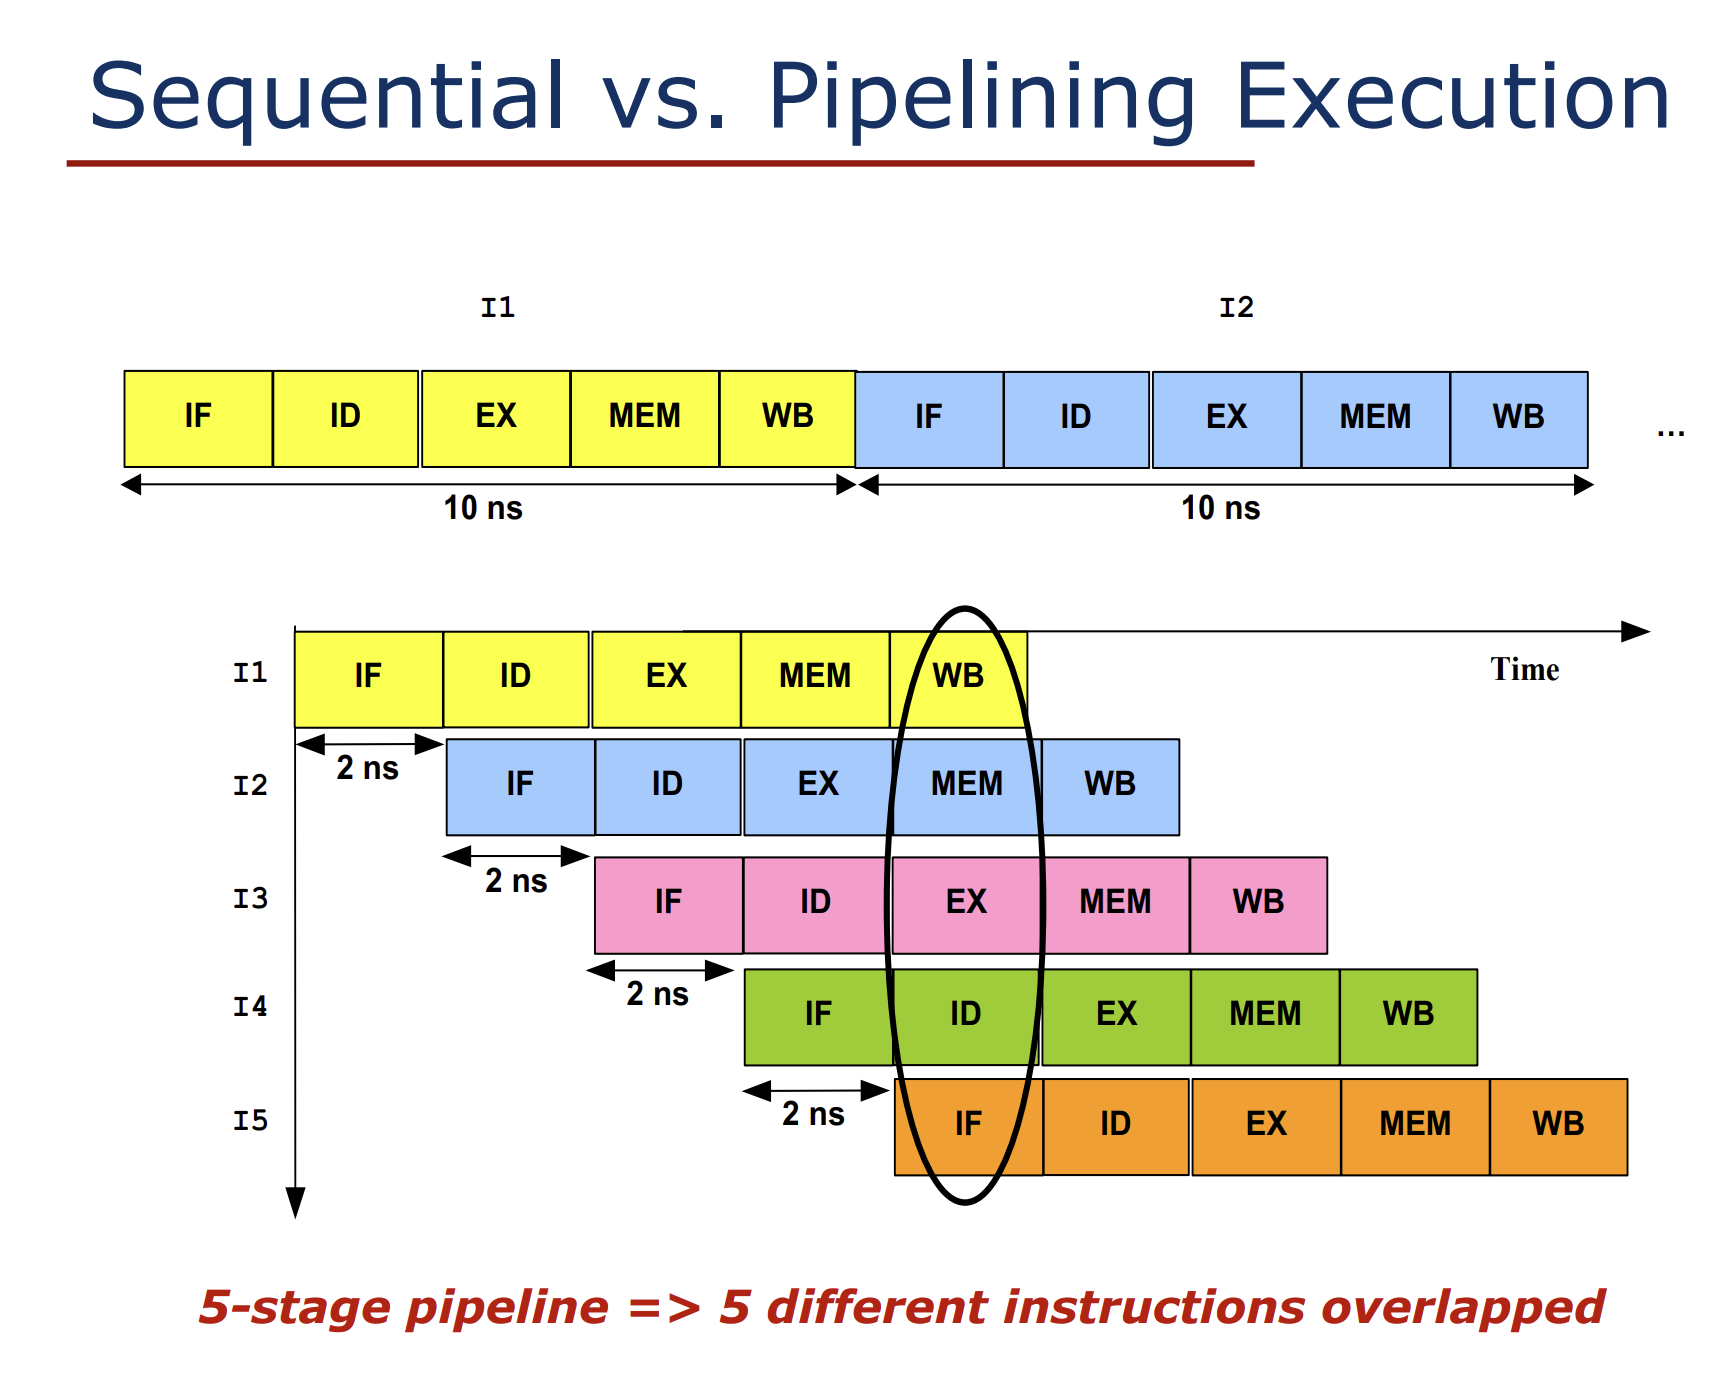 Sequential vs. Pipelining Execution
I1 I2
IF ID EX MEM WB IF ID EX MEM WB ...
10 ns 10 ns
I1 IF ID EX MEM WB Time
2 ns
I2 IF ID EX MEM WB
2 ns
I3 IF ID EX MEM WB
2 ns
I4 IF ID EX MEM WB
2 ns
I5 IF ID EX MEM WB
5-stage pipeline => 5 different instructions overlapped